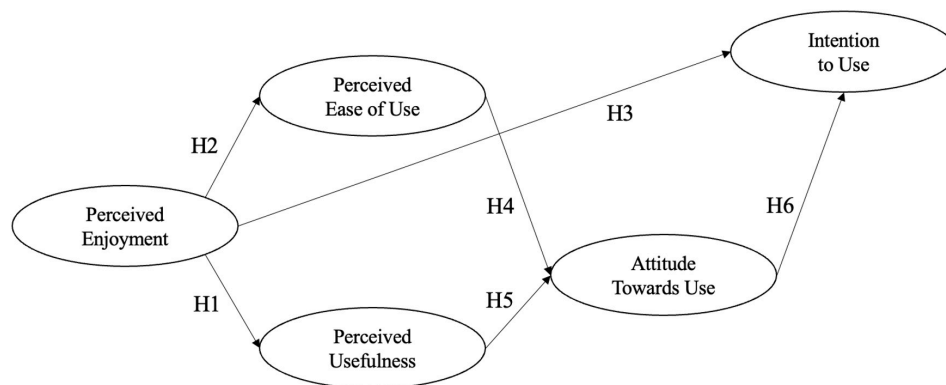 Intention
to Use
Perceived
Ease of Use
H3
H2
Perceived
Enjoyment
H4
H6
Attitude
Towards Use
H1
H5
Perceived
Usefulness